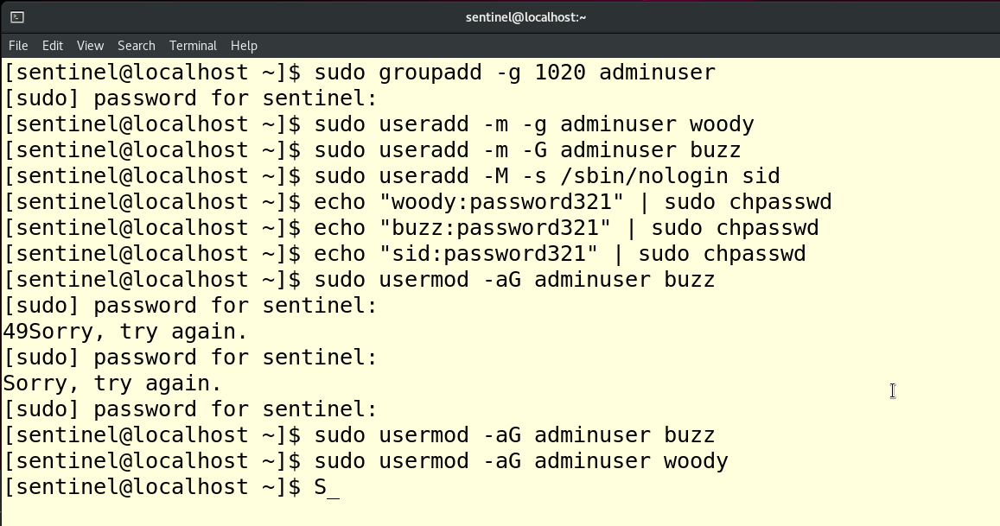 sentinel@localhost:~
File Edit View Search Terminal Help
[sentinel@localhost ~]$ sudo groupadd -g 1020 adminuser
[sudo] password for sentinel:
[sentinel@localhost ~]$ sudo useradd -m -g adminuser woody
[sentinel@localhost ~]$ sudo useradd -m -G adminuser buzz
[sentinel@localhost ~]$ sudo useradd -M -s /sbin/nologin sid
[sentinel@localhost ~]$ echo "woody:password321" | sudo chpasswd
[sentinel@localhost ~]$ echo "buzz:password321" | sudo chpasswd
[sentinel@localhost ~]$ echo "sid:password321" | sudo chpasswd
[sentinel@localhost ~]$ sudo usermod -aG adminuser buzz
[sudo] password for sentinel:
49Sorry, try again.
[sudo] password for sentinel:
Sorry, try again.
[sudo] password for sentinel:
[sentinel@localhost ~]$ sudo usermod -aG adminuser buzz
[sentinel@localhost ~]$ sudo usermod -aG adminuser woody
[sentinel@localhost ~]$ S_